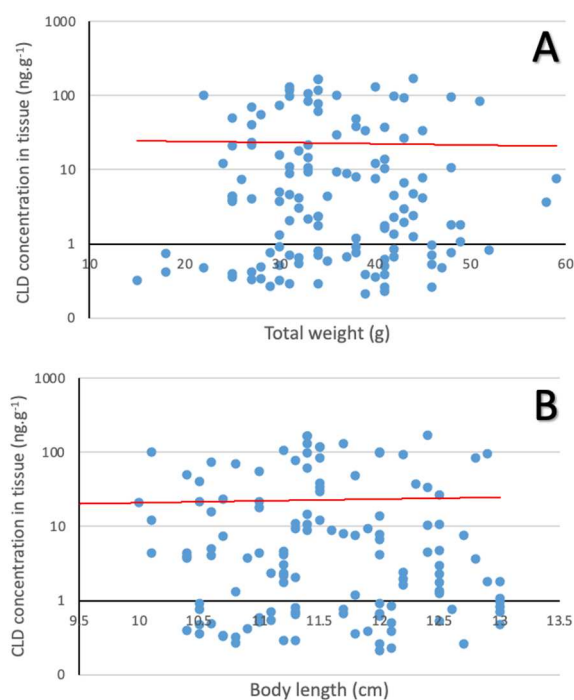 A
CLD concentration in tissue (ng.g-1)
1000
100
10
1
0
10 20 30 40 50 60
Total weight (g)
B
CLD concentration in tissue (ng.g-1)
1000
100
10
1
0
9.5 10 10.5 11 11.5 12 12.5 13 13.5
Body length (cm)